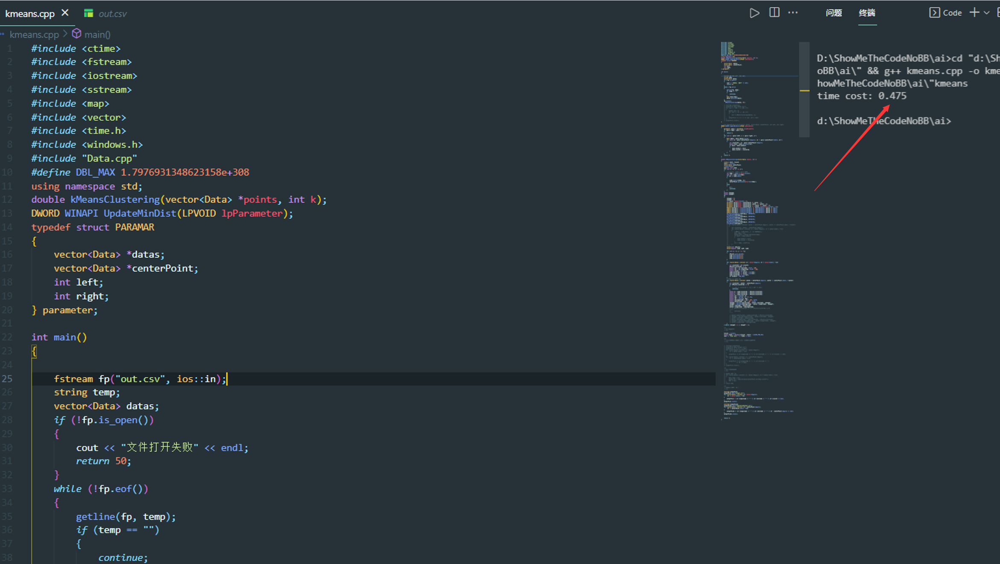 kmeans.cpp
out.csv
问题
终端
Code
kmeans.cpp > main()
1 #include <ctime>
2 #include <fstream>
3 #include <iostream>
4 #include <sstream>
5 #include <map>
6 #include <vector>
7 #include <time.h>
8 #include <windows.h>
9 #include "Data.cpp"
10 #define DBL_MAX 1.7976931348623158e+308
11 using namespace std;
12 double kMeansClustering(vector<Data> *points, int k);
13 DWORD WINAPI UpdateMinDist(LPVOID lpParameter);
14 typedef struct PARAMAR
15 {
16 vector<Data> *datas;
17 vector<Data> *centerPoint;
18 int left;
19 int right;
20 } parameter;
21
22 int main()
23 {
24
25 fstream fp("out.csv", ios::in);
26 string temp;
27 vector<Data> datas;
28 if (!fp.is_open())
29 {
30 cout << "文件打开失败" << endl;
31 return 50;
32 }
33 while (!fp.eof())
34 {
35 getline(fp, temp);
36 if (temp == "")
37 {
38 continue;
D:\ShowMeTheCodeNoBB\ai>cd "d:\Sh
oBB\ai\" && g++ kmeans.cpp -o kme
howMeTheCodeNoBB\ai\"kmeans
time cost: 0.475
d:\ShowMeTheCodeNoBB\ai>